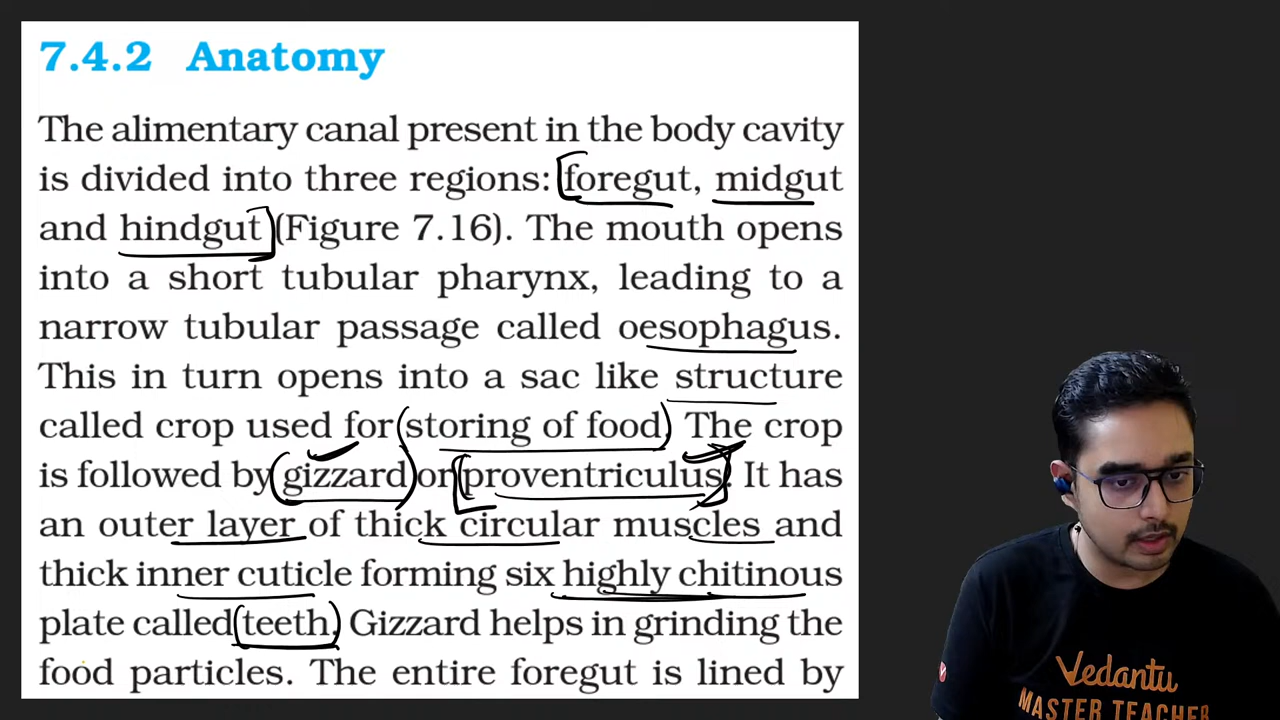 7.4.2 Anatomy
The alimentary canal present in the body cavity
is divided into three regions: foregut, midgut
and hindgut (Figure 7.16). The mouth opens
into a short tubular pharynx, leading to a
narrow tubular passage called oesophagus.
This in turn opens into a sac like structure
called crop used for storing of food. The crop
is followed by gizzard or proventriculus. It has
an outer layer of thick circular muscles and
thick inner cuticle forming six highly chitinous
plate called teeth. Gizzard helps in grinding the
food particles. The entire foregut is lined by
Vedantu
MASTER TEACHER